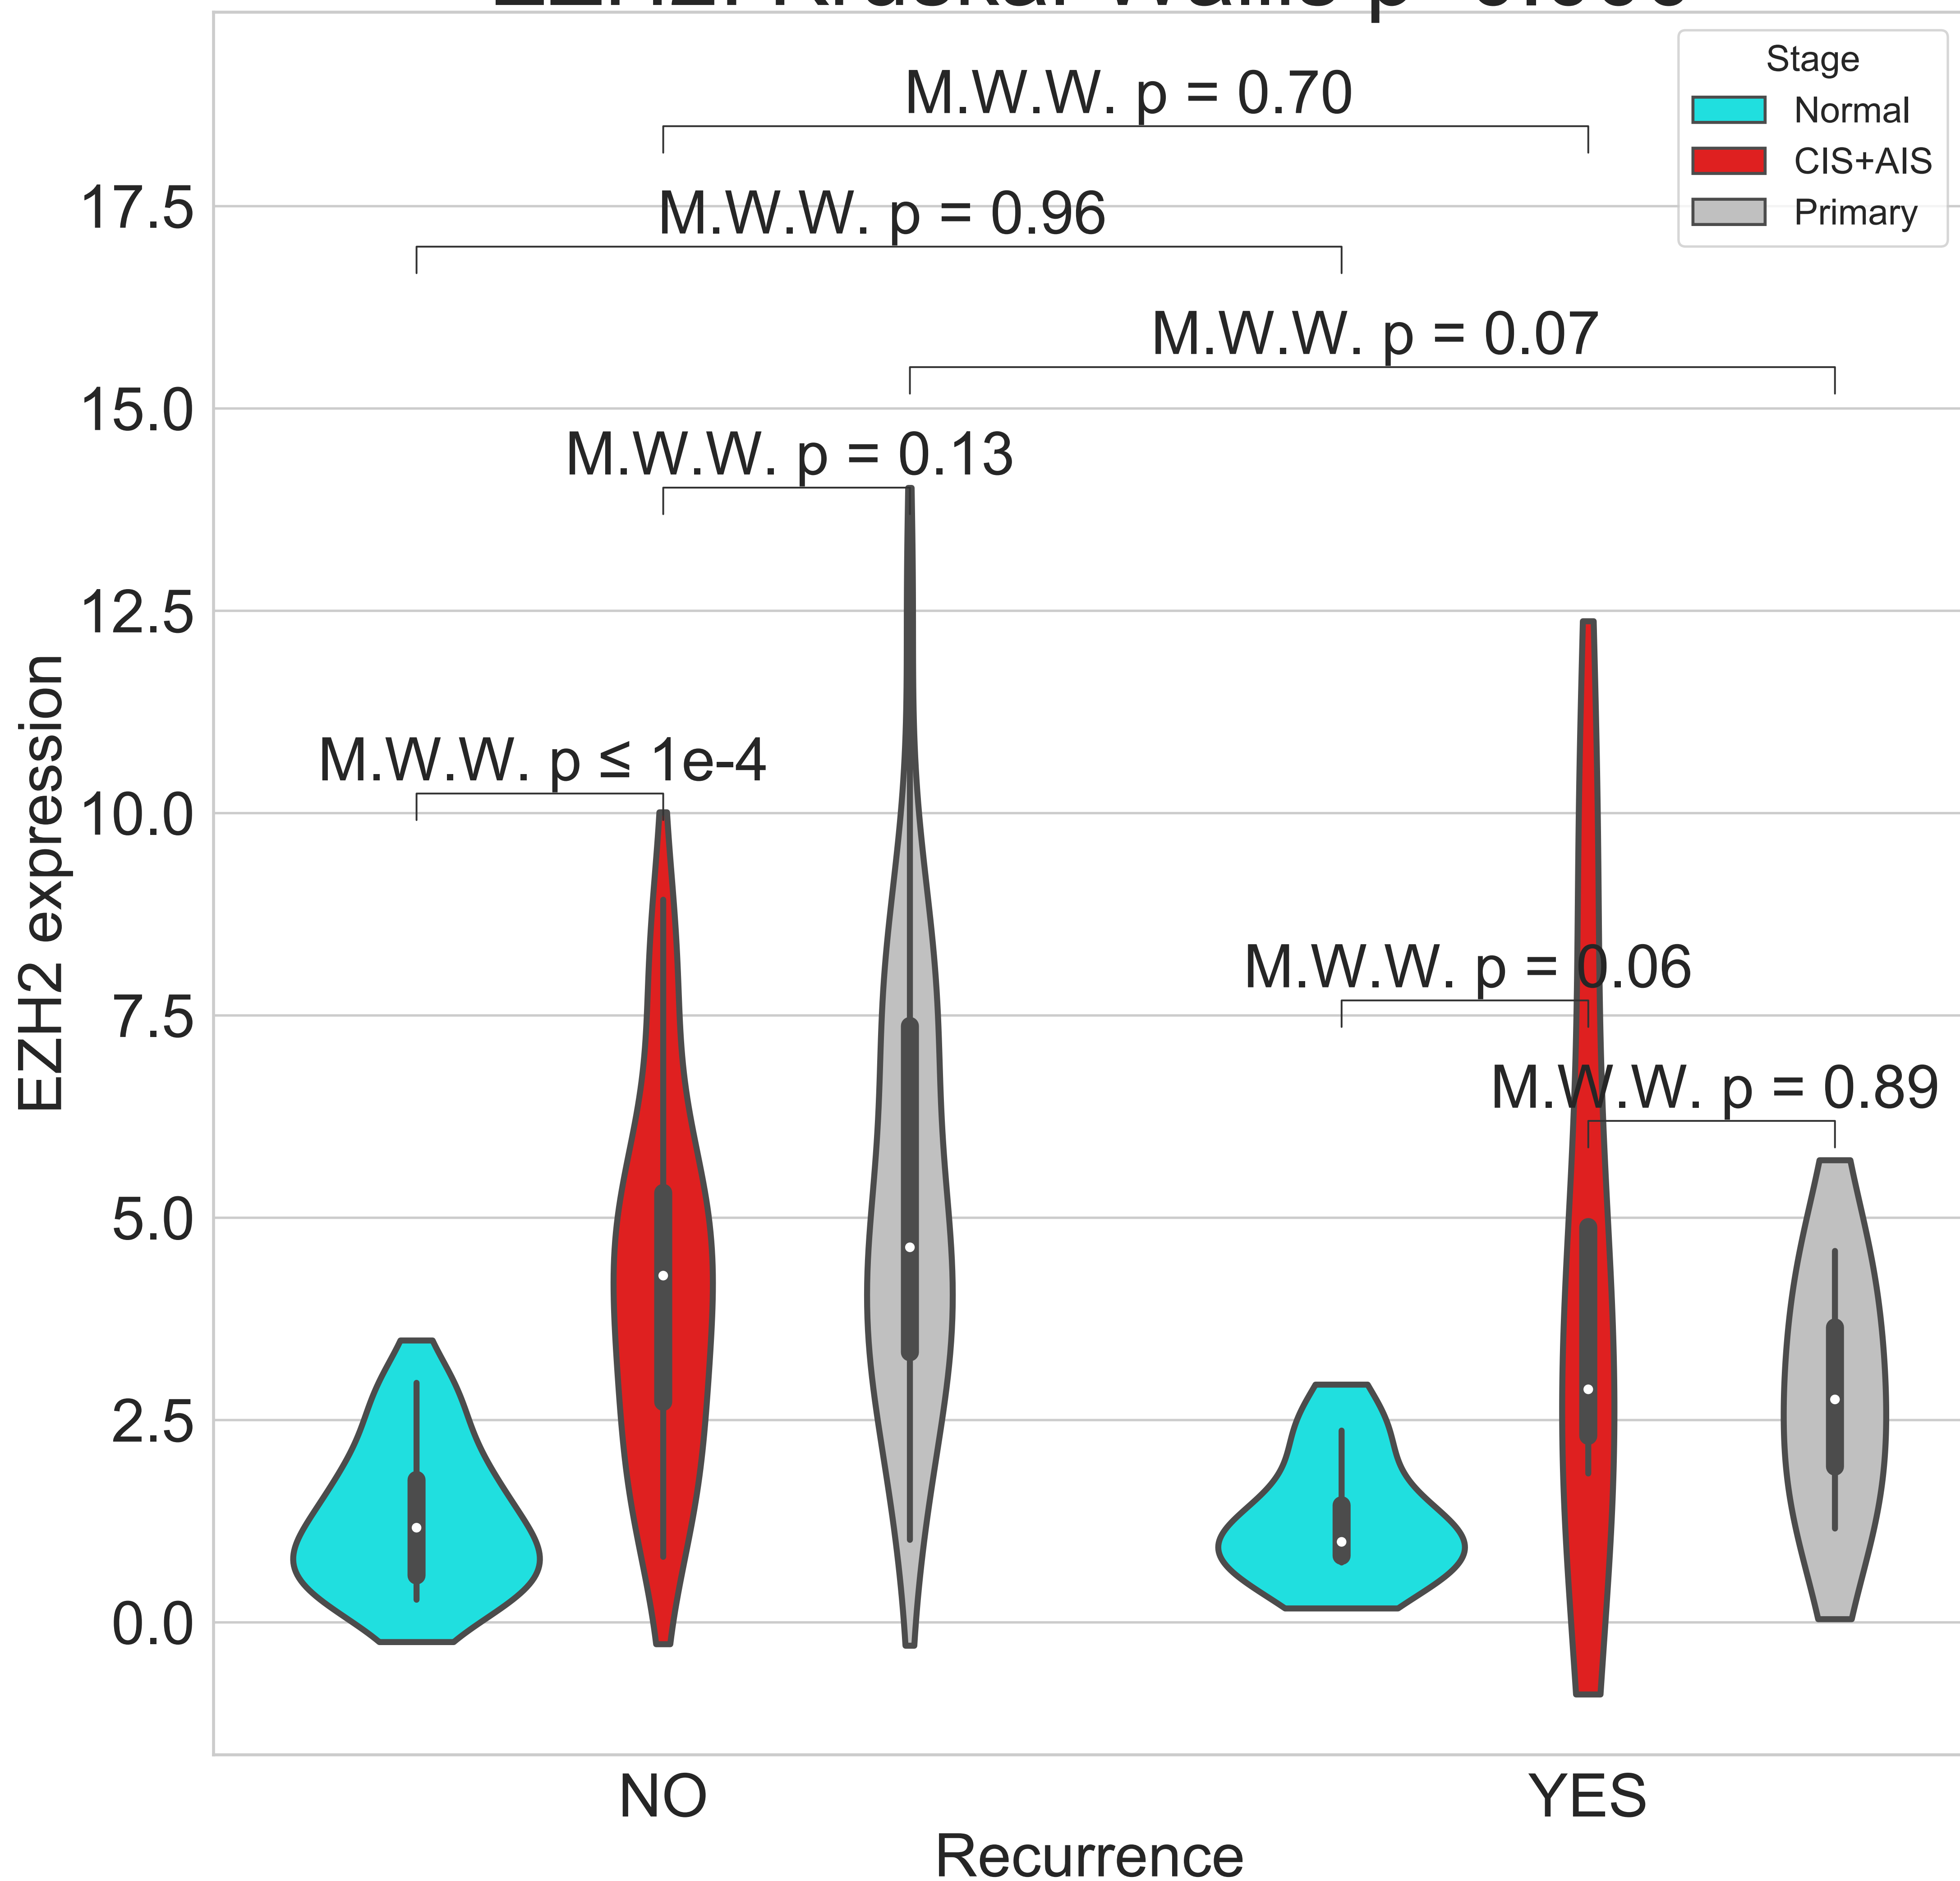 Stage
Normal
CIS+AIS
Primary
M.W.W. p = 0.70
M.W.W. p = 0.96
M.W.W. p = 0.07
M.W.W. p = 0.13
M.W.W. p ≤ 1e-4
M.W.W. p = 0.06
M.W.W. p = 0.89
17.5
15.0
12.5
10.0
7.5
5.0
2.5
0.0
EZH2 expression
NO
YES
Recurrence